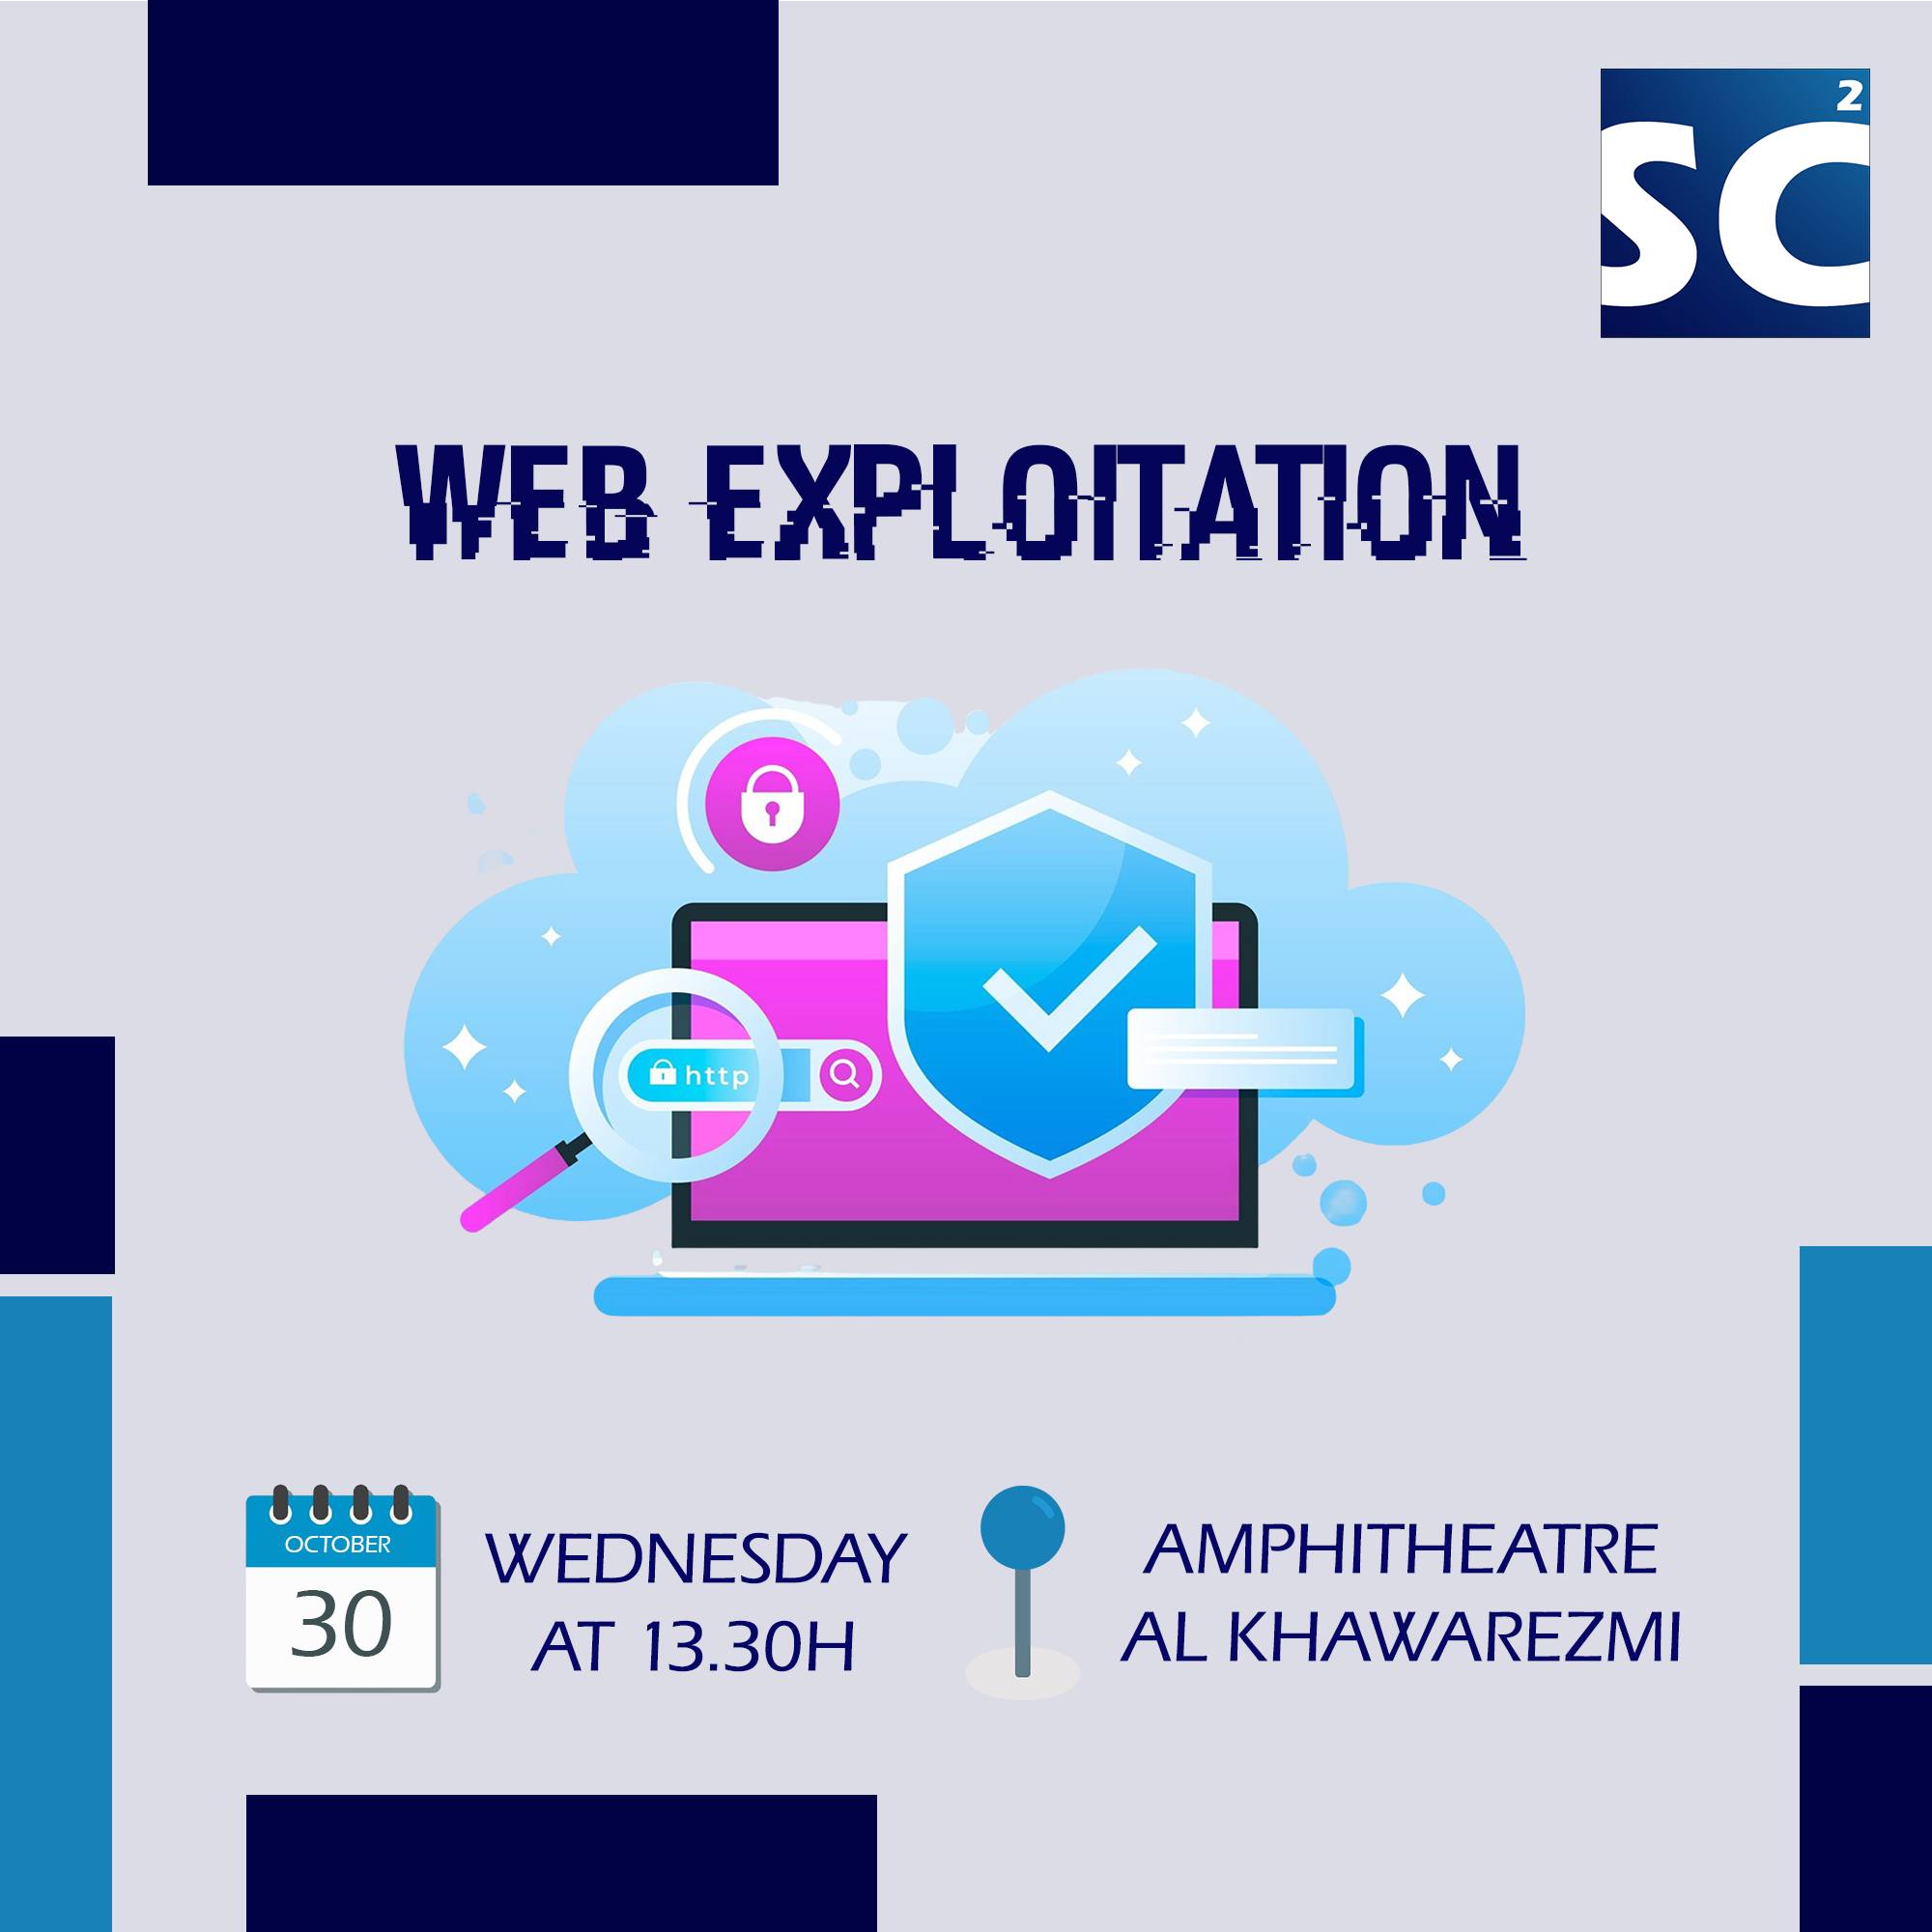 SC²
WEB EXPLOITATION
http
OCTOBER
30
WEDNESDAY
AT 13.30H
AMPHITHEATRE
AL KHAWAREZMI